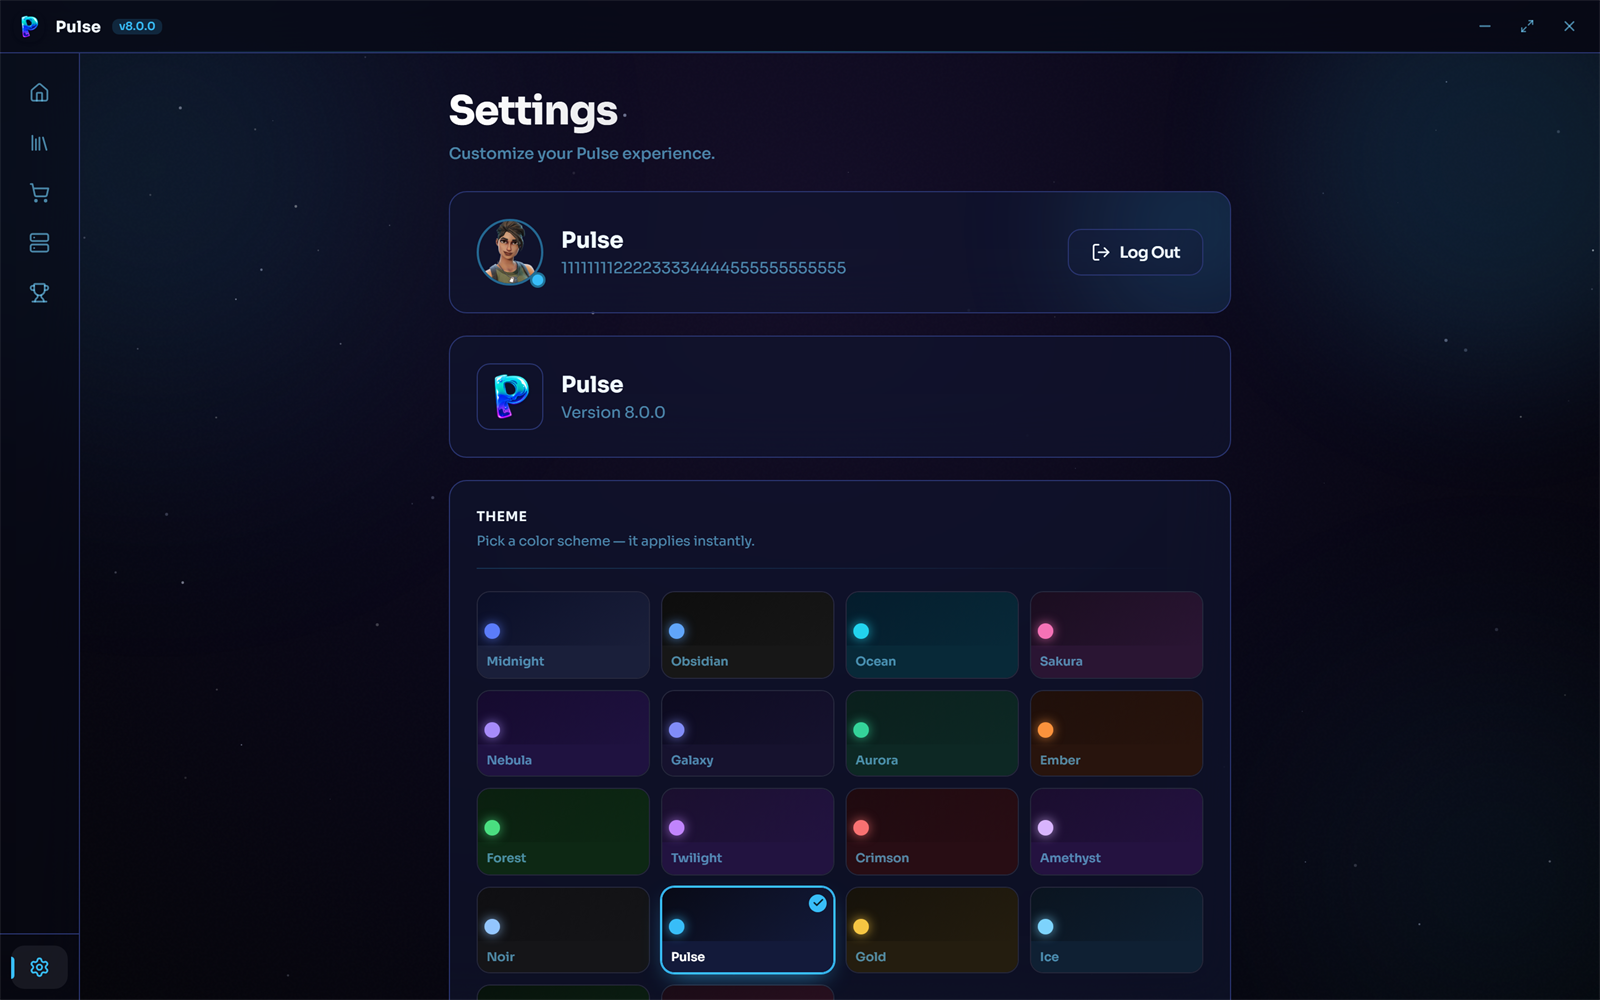 Pulse v8.0.0
Settings
Customize your Pulse experience.
Pulse
111111111222233334444555555555555
Log Out
Pulse
Version 8.0.0
THEME
Pick a color scheme — it applies instantly.
Midnight
Obsidian
Ocean
Sakura
Nebula
Galaxy
Aurora
Ember
Forest
Twilight
Crimson
Amethyst
Noir
Pulse
Gold
Ice